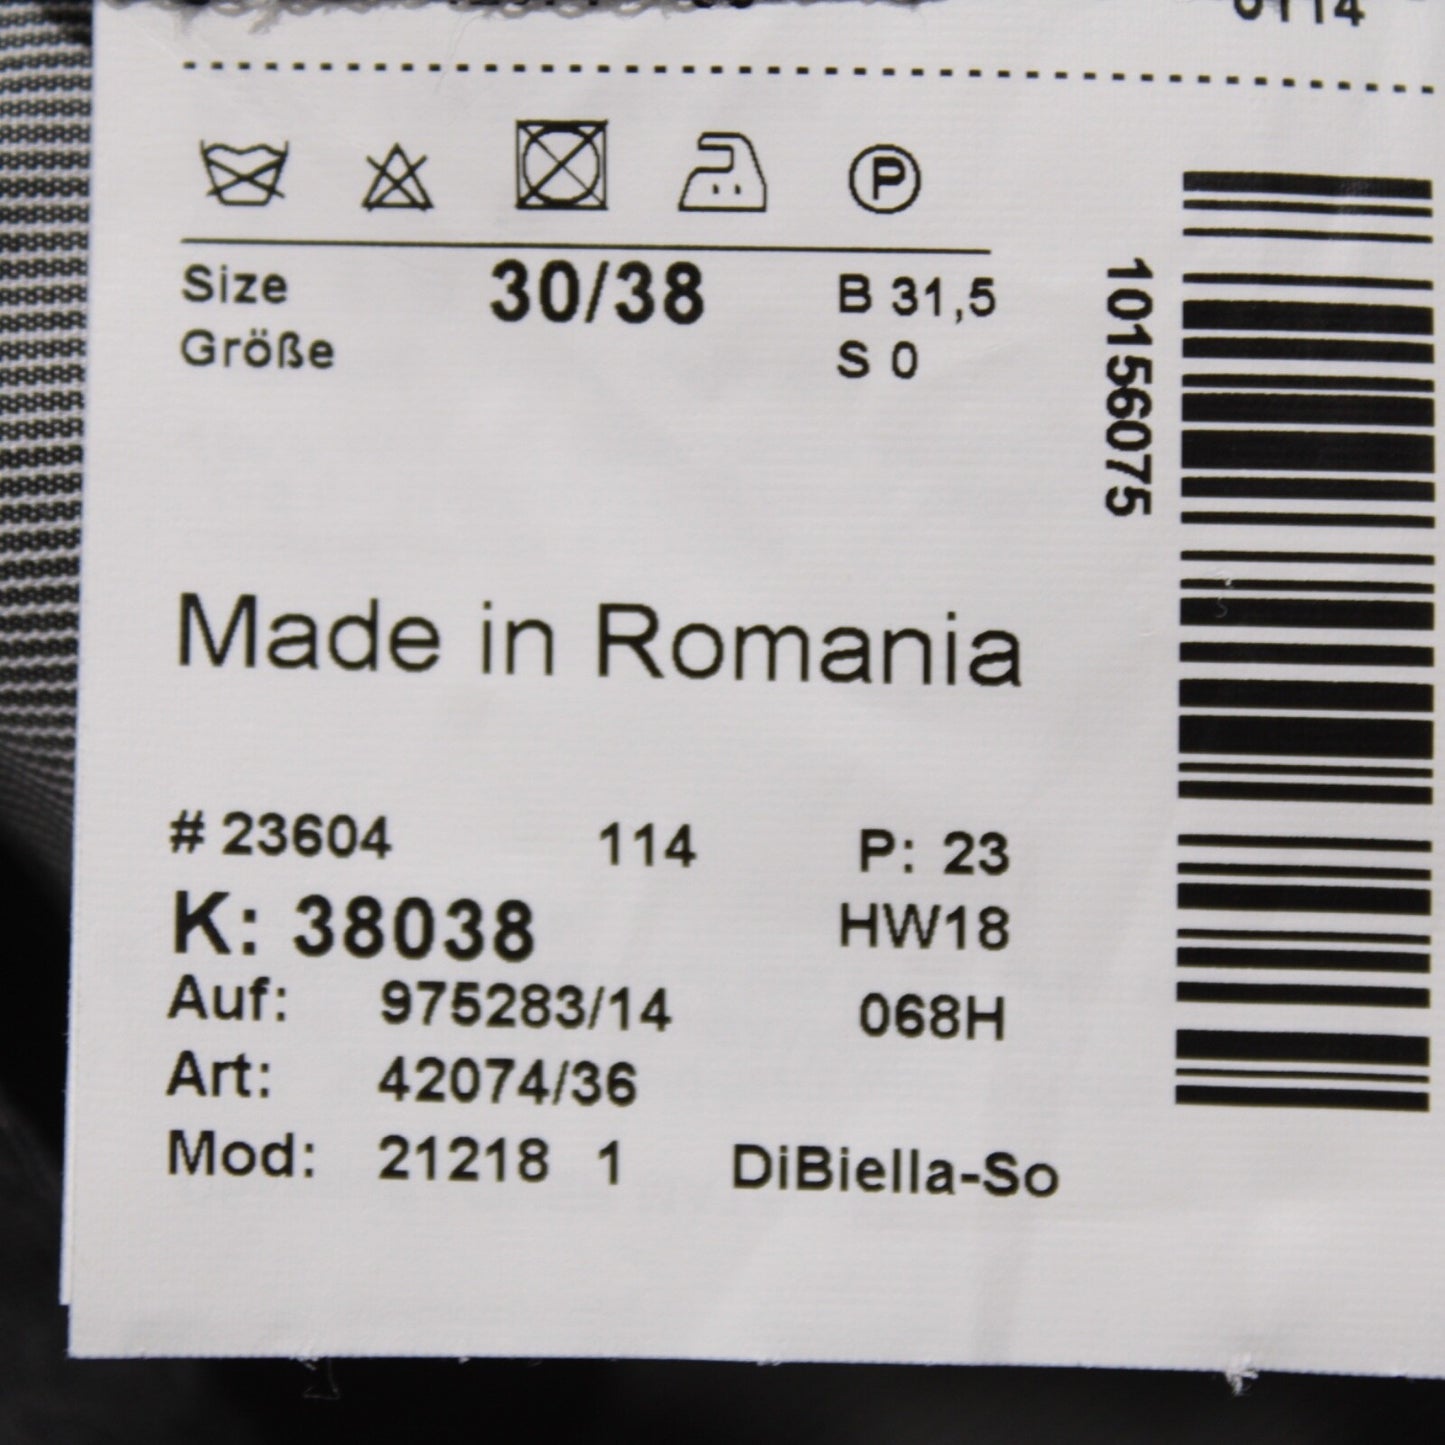 0114
P
Size 30/38 B 31,5
Größe S 0
10156075
Made in Romania
# 23604 114 P: 23
K: 38038 HW18
Auf: 975283/14 068H
Art: 42074/36
Mod: 21218 1 DiBiella-So